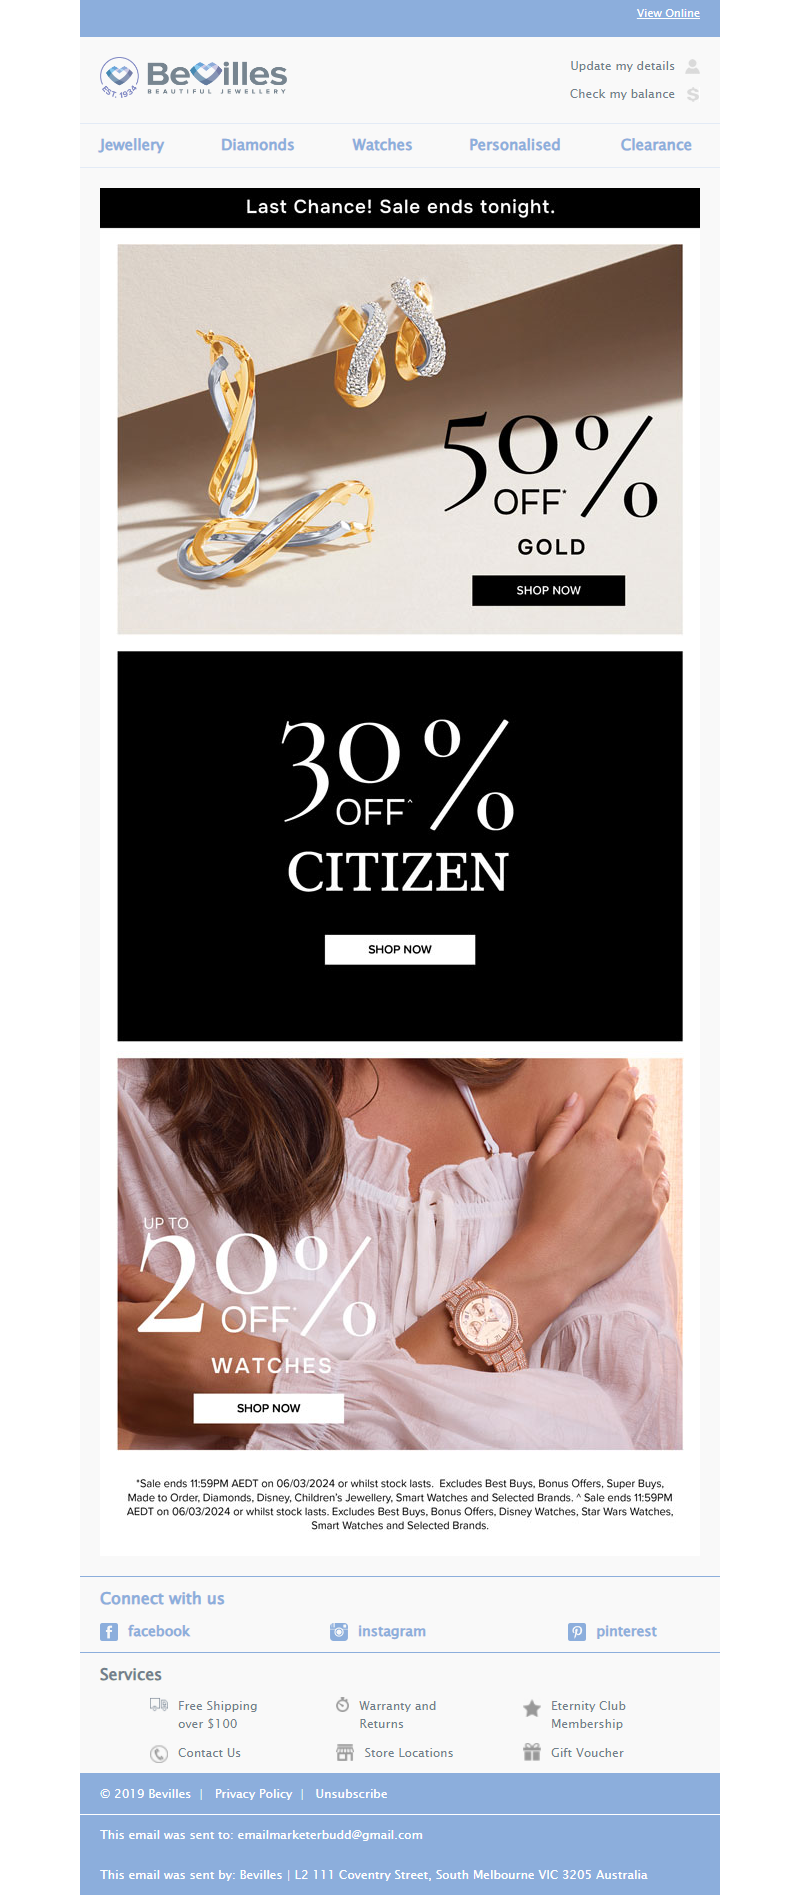 View Online
BeVilles
BEAUTIFUL JEWELLERY
EST. 1934
Update my details
Check my balance
Jewellery Diamonds Watches Personalised Clearance
Last Chance! Sale ends tonight.
50%
OFF*
GOLD
SHOP NOW
30%
OFF^
CITIZEN
SHOP NOW
UP TO
20%
OFF*
WATCHES
SHOP NOW
*Sale ends 11:59PM AEDT on 06/03/2024 or whilst stock lasts. Excludes Best Buys, Bonus Offers, Super Buys,
Made to Order, Diamonds, Disney, Children's Jewellery, Smart Watches and Selected Brands. ^ Sale ends 11:59PM
AEDT on 06/03/2024 or whilst stock lasts. Excludes Best Buys, Bonus Offers, Disney Watches, Star Wars Watches,
Smart Watches and Selected Brands.
Connect with us
facebook instagram pinterest
Services
Free Shipping
over $100
Warranty and
Returns
Eternity Club
Membership
Contact Us
Store Locations
Gift Voucher
© 2019 Bevilles | Privacy Policy | Unsubscribe
This email was sent to: emailmarketerbudd@gmail.com
This email was sent by: Bevilles | L2 111 Coventry Street, South Melbourne VIC 3205 Australia